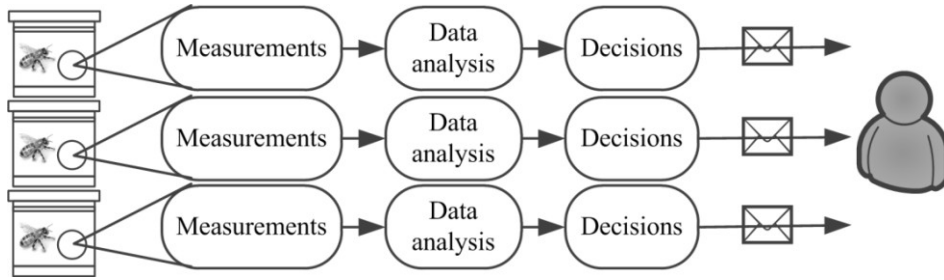 Measurements
Data
analysis
Decisions
Measurements
Data
analysis
Decisions
Measurements
Data
analysis
Decisions